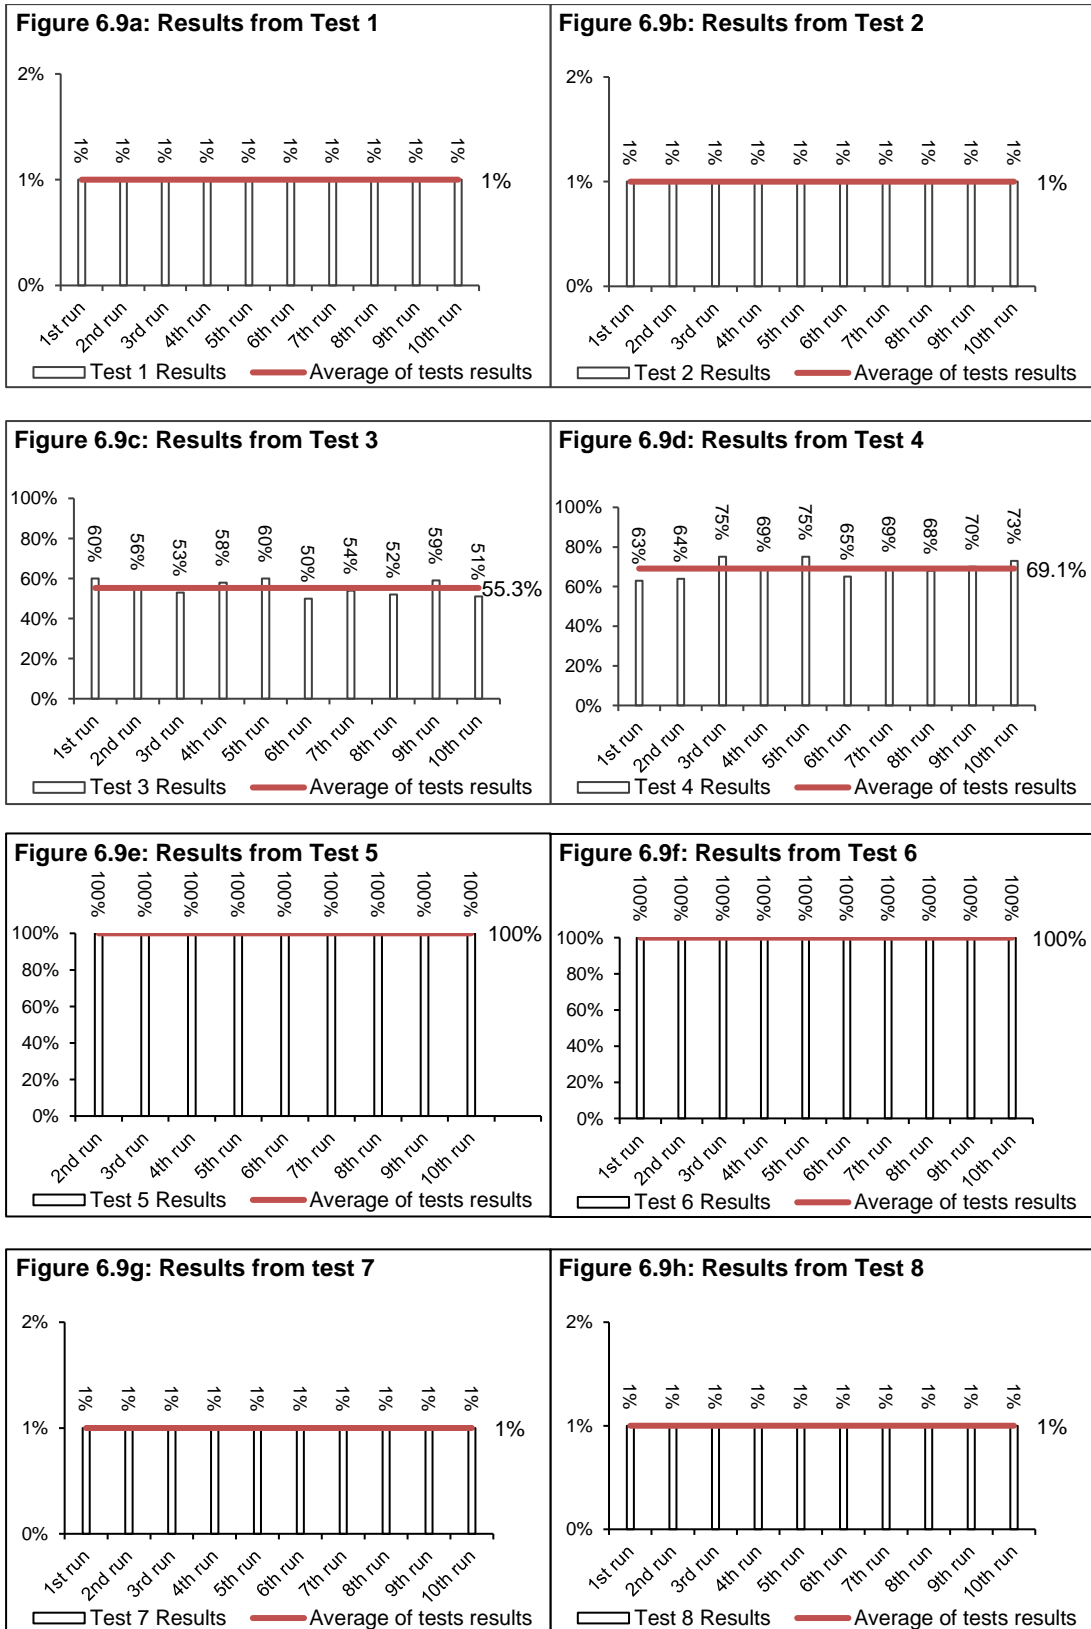 Figure 6.9a: Results from Test 1
2%
1%
0%
1% 1% 1% 1% 1% 1% 1% 1% 1% 1%
1%
1st run 2nd run 3rd run 4th run 5th run 6th run 7th run 8th run 9th run 10th run
Test 1 Results Average of tests results
Figure 6.9b: Results from Test 2
2%
1%
0%
1% 1% 1% 1% 1% 1% 1% 1% 1% 1%
1%
1st run 2nd run 3rd run 4th run 5th run 6th run 7th run 8th run 9th run 10th run
Test 2 Results Average of tests results
Figure 6.9c: Results from Test 3
100%
80%
60%
40%
20%
0%
60% 56% 53% 58% 60% 50% 54% 52% 59% 51%
55.3%
1st run 2nd run 3rd run 4th run 5th run 6th run 7th run 8th run 9th run 10th run
Test 3 Results Average of tests results
Figure 6.9d: Results from Test 4
100%
80%
60%
40%
20%
0%
63% 64% 75% 69% 75% 65% 69% 68% 70% 73%
69.1%
1st run 2nd run 3rd run 4th run 5th run 6th run 7th run 8th run 9th run 10th run
Test 4 Results Average of tests results
Figure 6.9e: Results from Test 5
100%
80%
60%
40%
20%
0%
100% 100% 100% 100% 100% 100% 100% 100% 100%
100%
2nd run 3rd run 4th run 5th run 6th run 7th run 8th run 9th run 10th run
Test 5 Results Average of tests results
Figure 6.9f: Results from Test 6
100%
80%
60%
40%
20%
0%
100% 100% 100% 100% 100% 100% 100% 100% 100% 100%
100%
1st run 2nd run 3rd run 4th run 5th run 6th run 7th run 8th run 9th run 10th run
Test 6 Results Average of tests results
Figure 6.9g: Results from test 7
2%
1%
0%
1% 1% 1% 1% 1% 1% 1% 1% 1% 1%
1%
1st run 2nd run 3rd run 4th run 5th run 6th run 7th run 8th run 9th run 10th run
Test 7 Results Average of tests results
Figure 6.9h: Results from Test 8
2%
1%
0%
1% 1% 1% 1% 1% 1% 1% 1% 1% 1%
1%
1st run 2nd run 3rd run 4th run 5th run 6th run 7th run 8th run 9th run 10th run
Test 8 Results Average of tests results